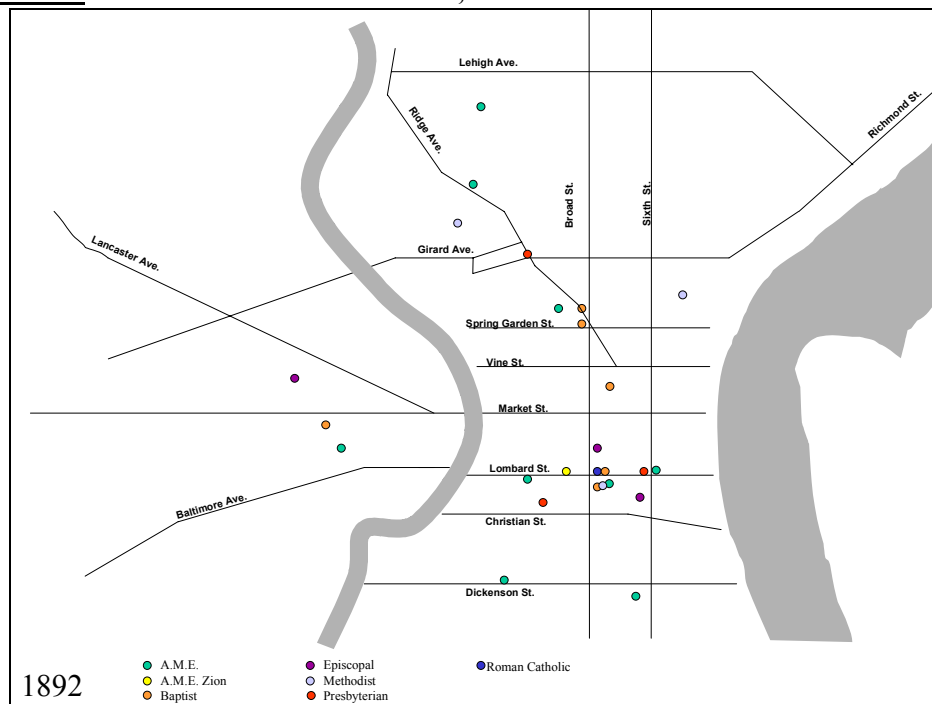 Lehigh Ave.
Richmond St.
Ridge Ave.
Broad St.
Sixth St.
Lancaster Ave.
Girard Ave.
Spring Garden St.
Vine St.
Market St.
Lombard St.
Baltimore Ave.
Christian St.
Dickenson St.
1892
A.M.E.
A.M.E. Zion
Baptist
Episcopal
Methodist
Presbyterian
Roman Catholic